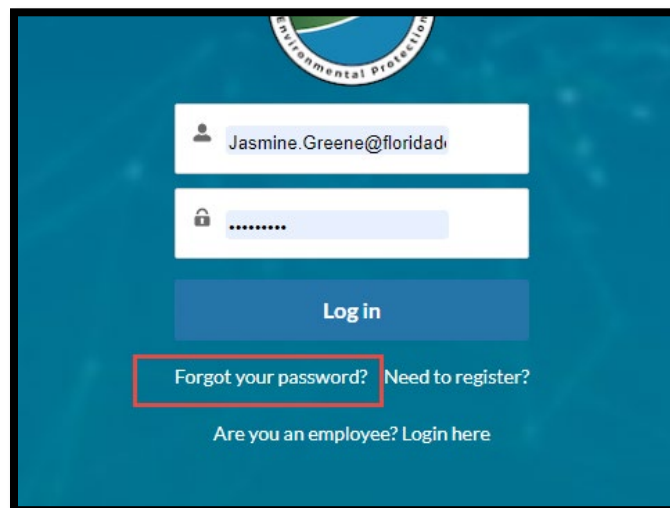 Environmental Protection
Jasmine.Greene@floridad
•••••••••
Log in
Forgot your password? Need to register?
Are you an employee? Login here